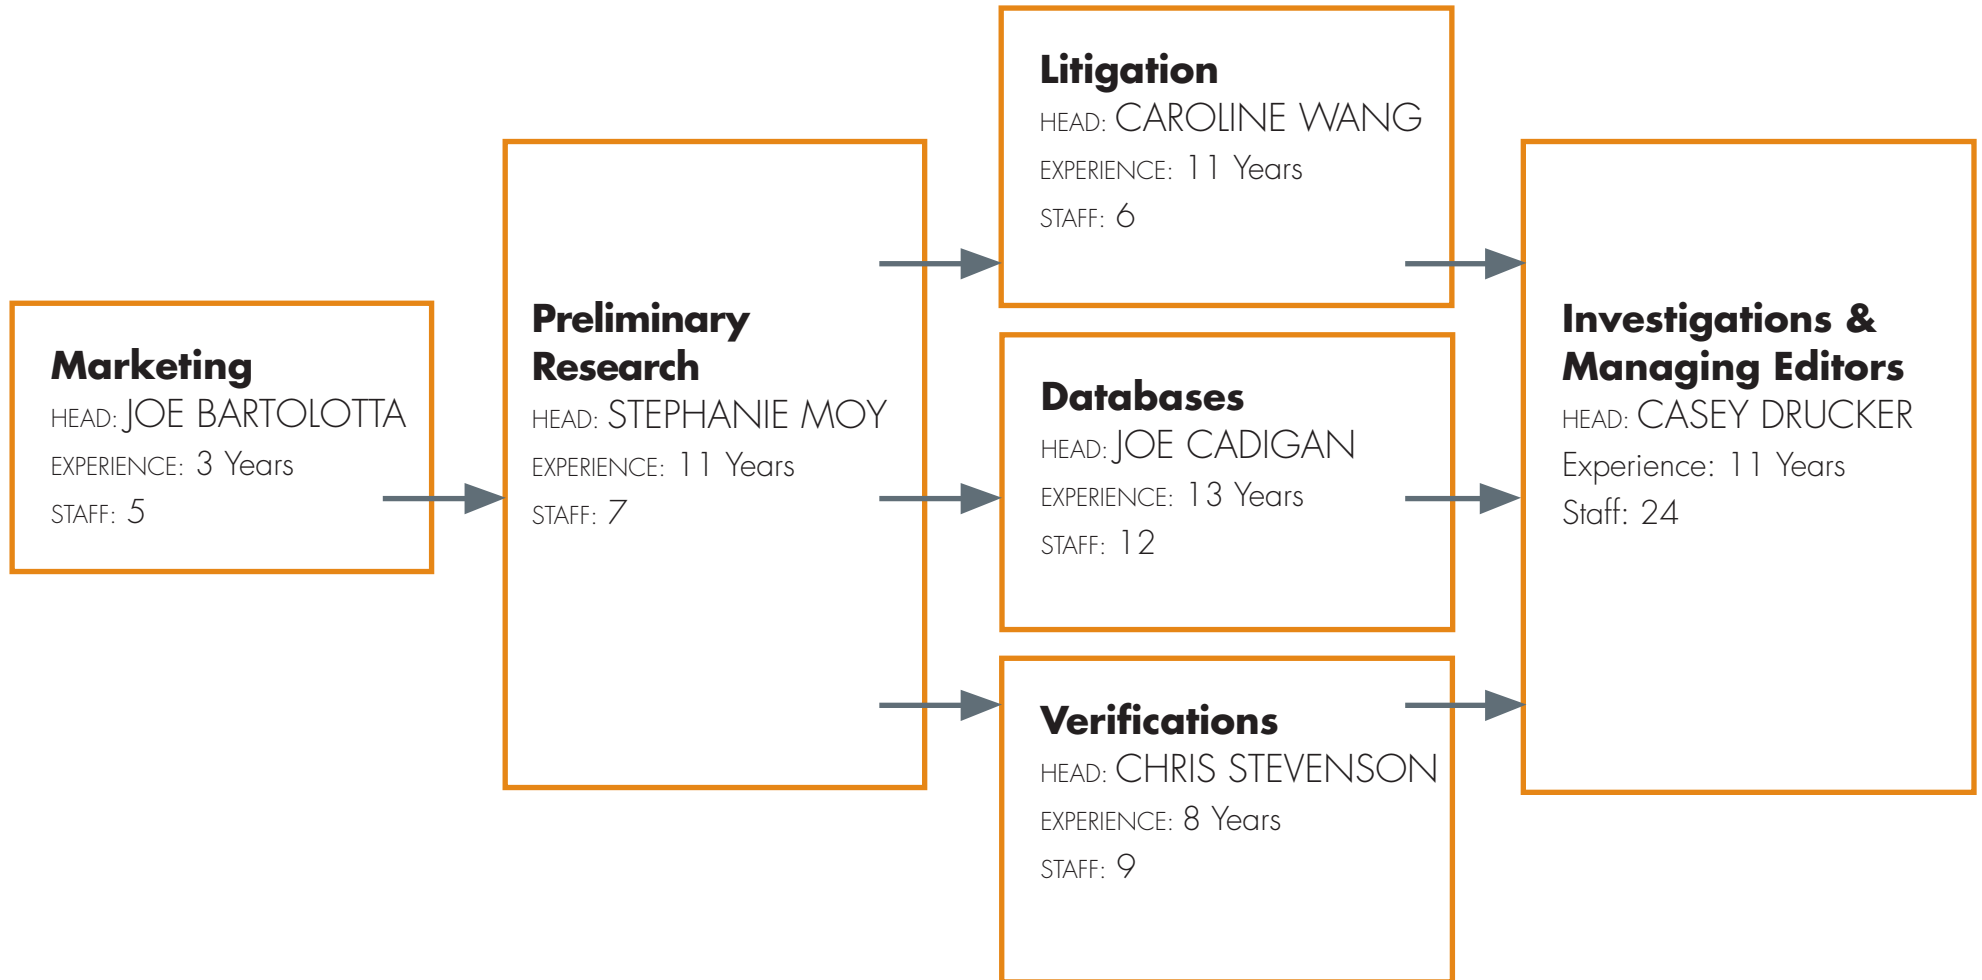 Marketing
HEAD: JOE BARTOLOTTA
EXPERIENCE: 3 Years
STAFF: 5
Preliminary
Research
HEAD: STEPHANIE MOY
EXPERIENCE: 11 Years
STAFF: 7
Litigation
HEAD: CAROLINE WANG
EXPERIENCE: 11 Years
STAFF: 6
Databases
HEAD: JOE CADIGAN
EXPERIENCE: 13 Years
STAFF: 12
Verifications
HEAD: CHRIS STEVENSON
EXPERIENCE: 8 Years
STAFF: 9
Investigations &
Managing Editors
HEAD: CASEY DRUCKER
Experience: 11 Years
Staff: 24